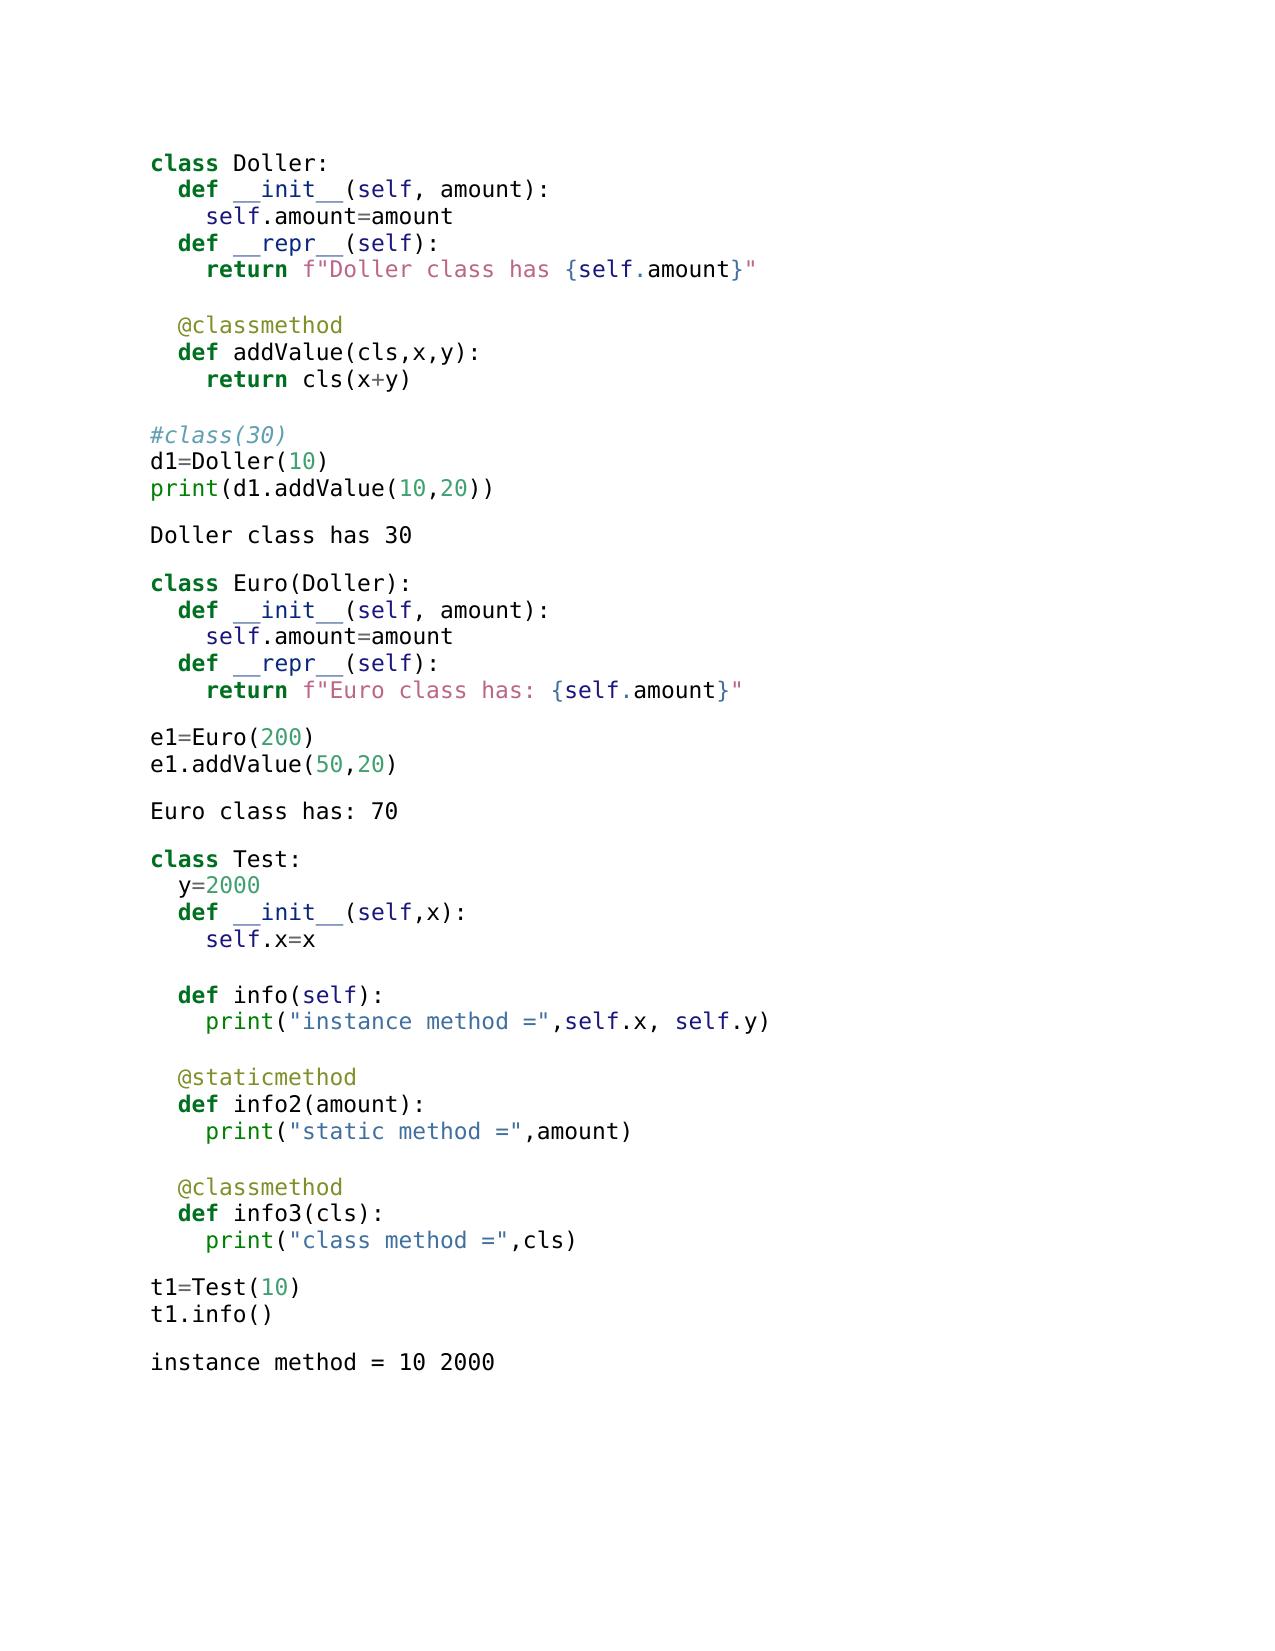 class Doller:
  def __init__(self, amount):
    self.amount=amount
  def __repr__(self):
    return f"Doller class has {self.amount}"
  @classmethod
  def addValue(cls,x,y):
    return cls(x+y)
#class(30)
d1=Doller(10)
print(d1.addValue(10,20))
Doller class has 30
class Euro(Doller):
  def __init__(self, amount):
    self.amount=amount
  def __repr__(self):
    return f"Euro class has: {self.amount}"
e1=Euro(200)
e1.addValue(50,20)
Euro class has: 70
class Test:
  y=2000
  def __init__(self,x):
    self.x=x
  def info(self):
    print("instance method =",self.x, self.y)
  @staticmethod
  def info2(amount):
    print("static method =",amount)
  @classmethod
  def info3(cls):
    print("class method =",cls)
t1=Test(10)
t1.info()
instance method = 10 2000